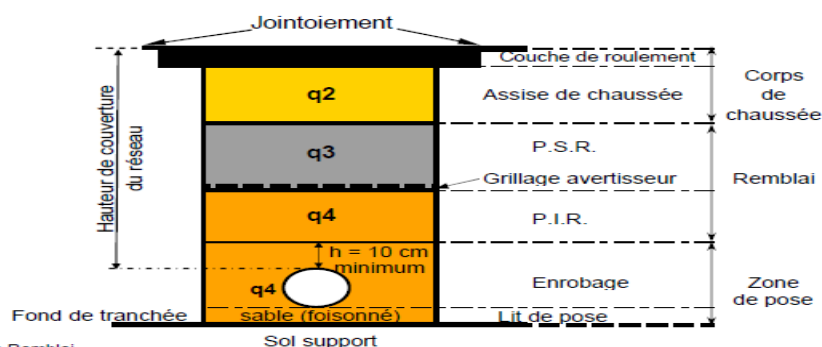 Jointoiement
Couche de roulement
Corps
de
chaussée
q2
Assise de chaussée
Hauteur de couverture
du réseau
q3
P.S.R.
Grillage avertisseur
Remblai
q4
P.I.R.
h = 10 cm
minimum
q4
Enrobage
Zone
de pose
Fond de tranchée
sable (foisonné)
Lit de pose
Sol support